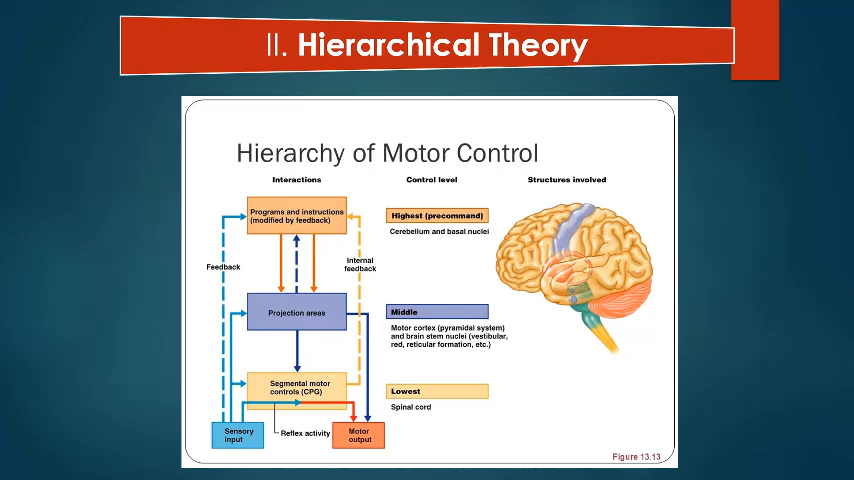 II. Hierarchical Theory
Hierarchy of Motor Control
Interactions
Control level
Structures involved
Programs and instructions
(modified by feedback)
Highest (precommand)
Cerebellum and basal nuclei
Feedback
Internal
feedback
Projection areas
Middle
Motor cortex (pyramidal system)
and brain stem nuclei (vestibular,
red, reticular formation, etc.)
Segmental motor
controls (CPG)
Lowest
Spinal cord
Sensory
input
Reflex activity
Motor
output
Figure 13.13